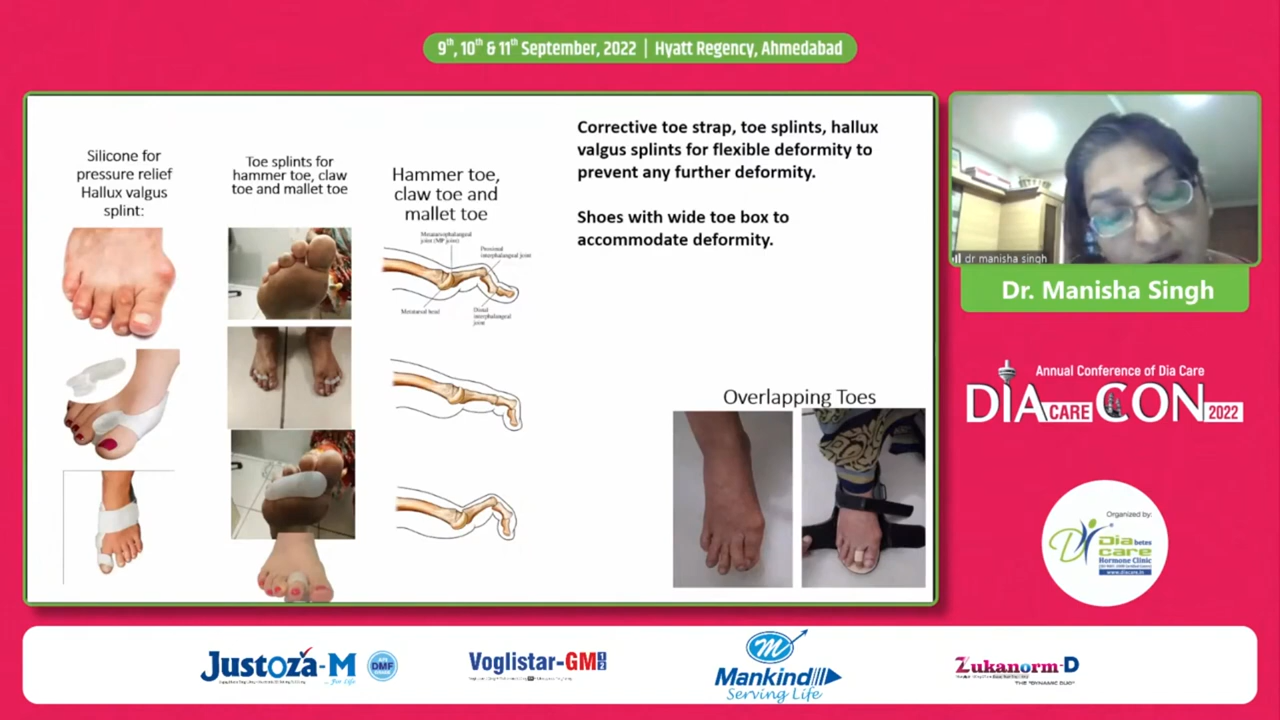 9th, 10th & 11th September, 2022 | Hyatt Regency, Ahmedabad
Silicone for
pressure relief
Hallux valgus
splint:
Toe splints for
hammer toe, claw
toe and mallet toe
Hammer toe,
claw toe and
mallet toe
Metatarsophalangeal
joint (MP joint)
Proximal
interphalangeal joint
Metatarsal head
Distal
interphalangeal
joint
Corrective toe strap, toe splints, hallux
valgus splints for flexible deformity to
prevent any further deformity.
Shoes with wide toe box to
accommodate deformity.
Overlapping Toes
dr manisha singh
Dr. Manisha Singh
Annual Conference of Dia Care
DIA CARE CON 2022
Organized by:
Diabetes
care
Hormone Clinic
www.diacare.in
Justoza-M
... for Life
DMF
Voglistar-GM
Mankind
Serving Life
Zukanorm-D
THE "DYNAMIC DUO"